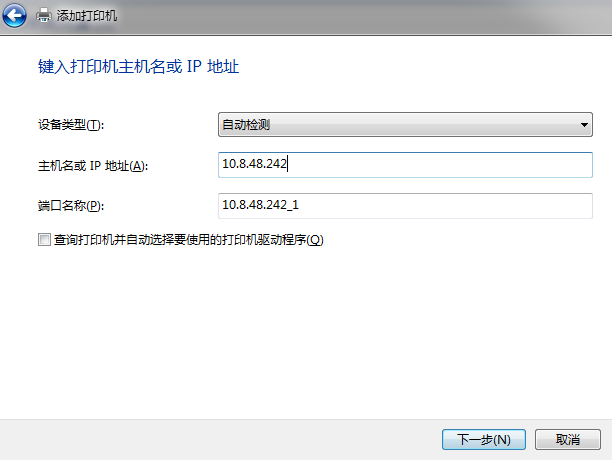 添加打印机
键入打印机主机名或 IP 地址
设备类型(T): 自动检测
主机名或 IP 地址(A): 10.8.48.242
端口名称(P): 10.8.48.242_1
查询打印机并自动选择要使用的打印机驱动程序(Q)
下一步(N) 取消